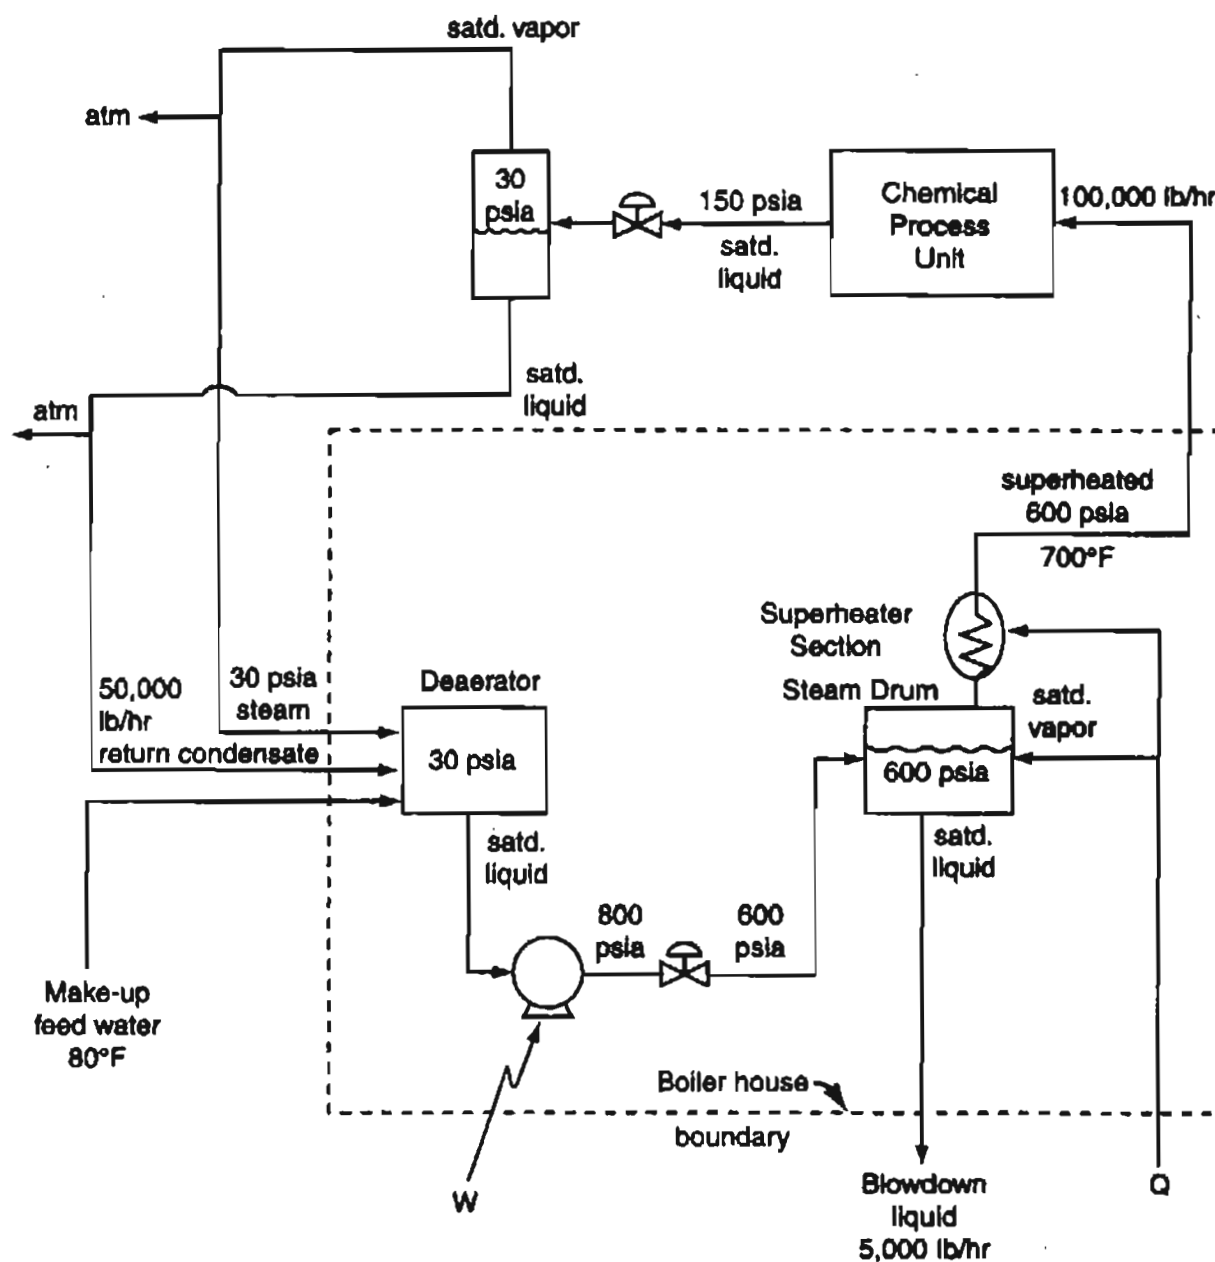 satd. vapor
atm
30
psia
150 psia
satd.
liquid
Chemical
Process
Unit
100,000 lb/hr
satd.
liquid
atm
superheated
600 psia
700°F
Superheater
Section
50,000
lb/hr
return condensate
30 psia
steam
Deaerator
30 psia
Steam Drum
satd.
vapor
600 psia
satd.
liquid
satd.
liquid
800
psia
600
psia
Make-up
feed water
80°F
Boiler house
boundary
W
Blowdown
liquid
5,000 lb/hr
Q